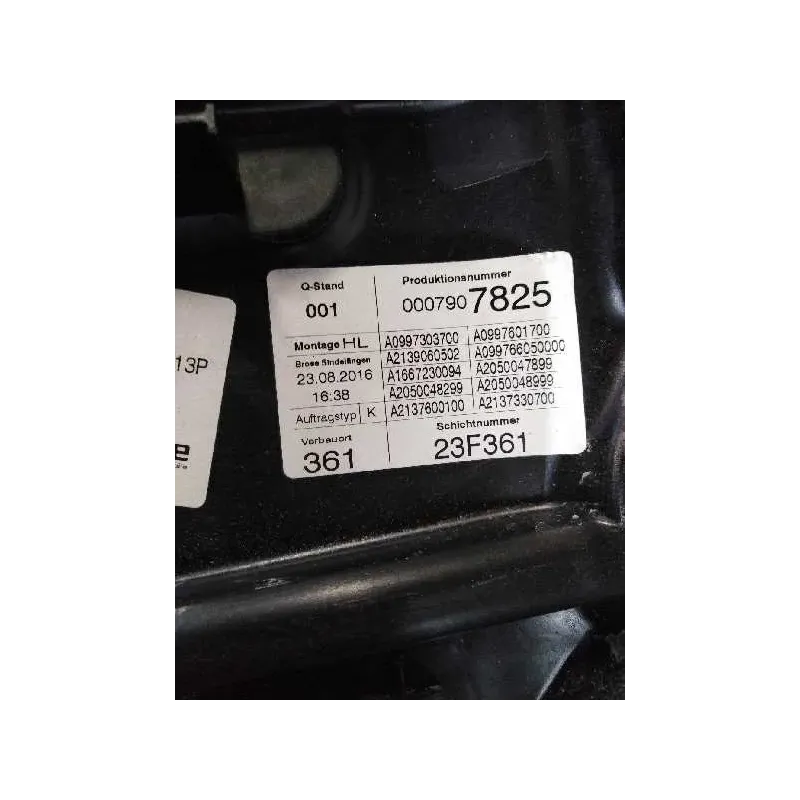 Q-Stand
001
Produktionsnummer
0007907825
Montage HL
Brose Sindelfingen
23.08.2016
16:38
Auftragstyp K
A0997303700 A0997601700
A2139060502 A099766050000
A1667230094 A2050047899
A2050048299 A2050048999
A2137600100 A2137330700
Verbauort
361
Schichtnummer
23F361
13P
e